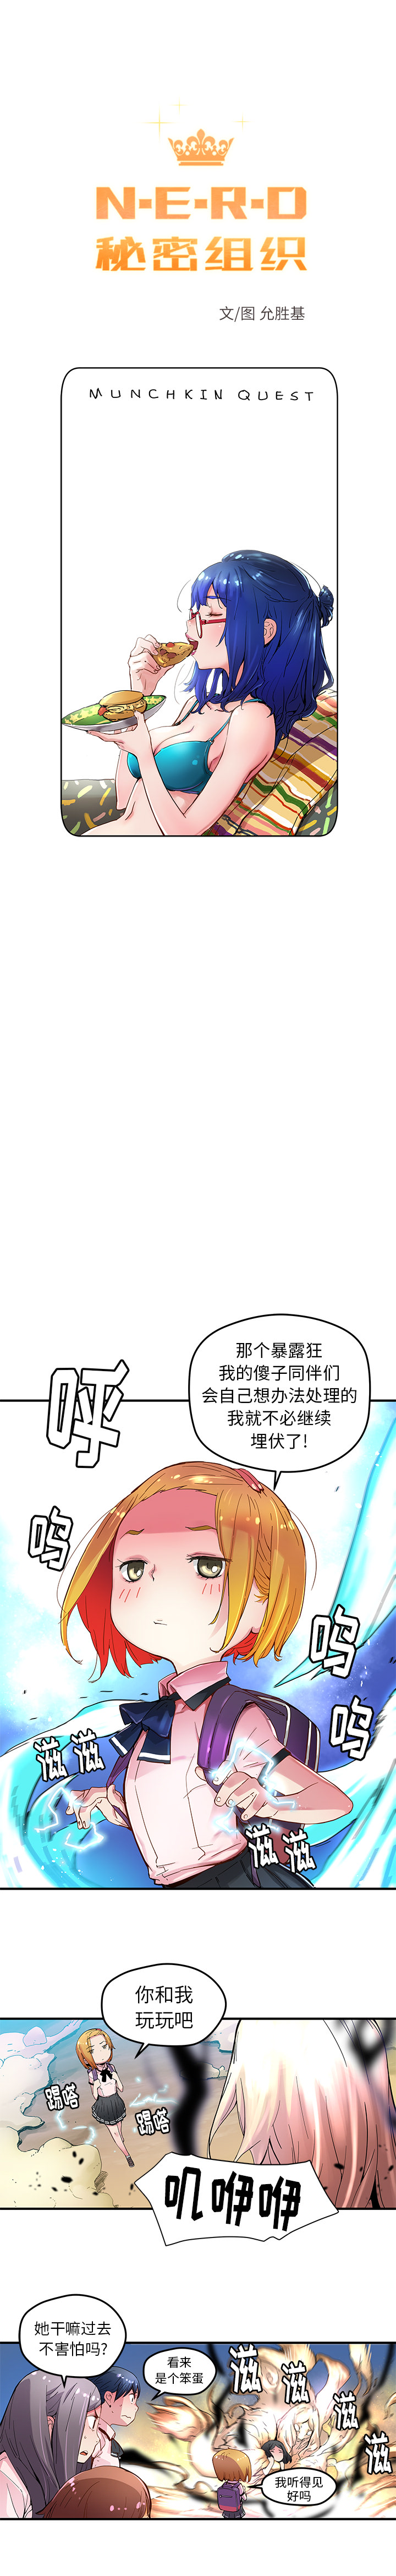 N·E·R·D
秘密组织
文/图 允胜基
MUNCHKIN QUEST
那个暴露狂
我的傻子同伴们
会自己想办法处理的
我就不必继续
埋伏了!
呼
呜
呜
呜
滋滋
滋滋
你和我
玩玩吧
踢嗒
踢嗒
叽咿咿
她干嘛过去
不害怕吗?
看来
是个笨蛋
滋
滋
滋
滋
我听得见
好吗